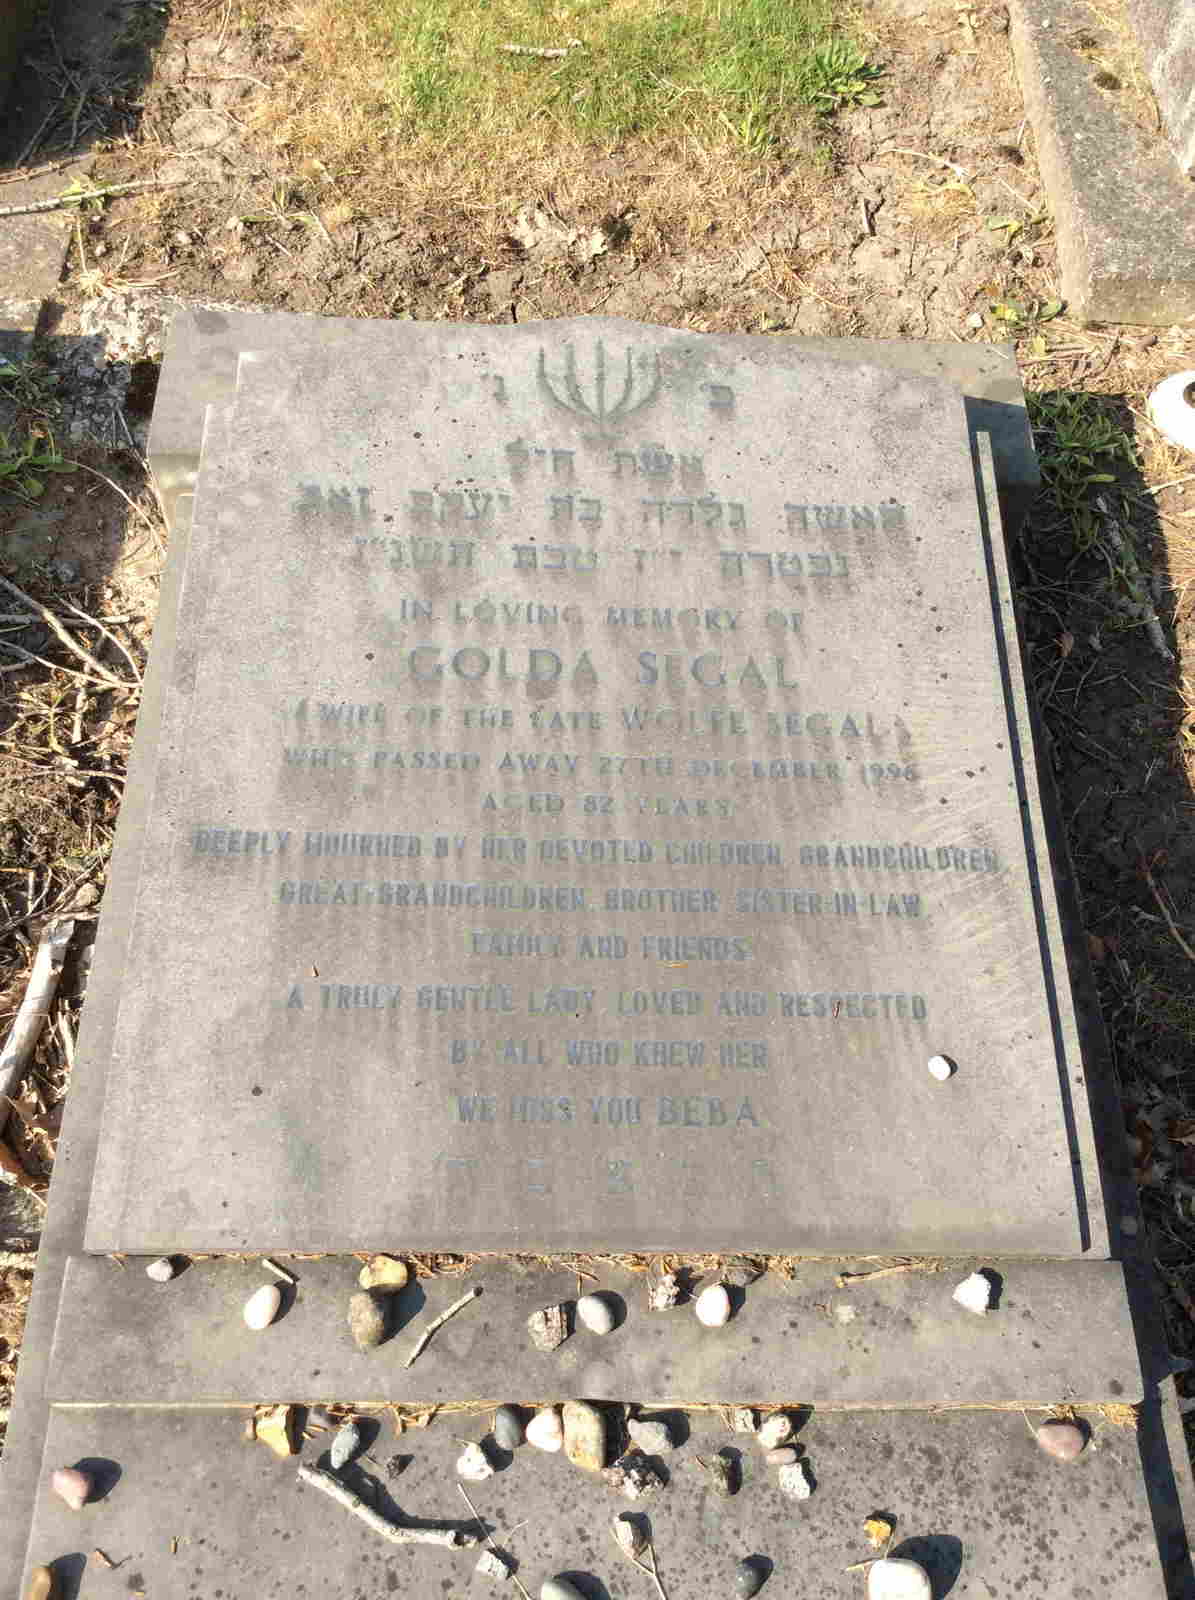 פ נ
אשת חיל
האשה גולדה בת יעקב זאב
נפטרה י״ז טבת תשנ״ז
IN LOVING MEMORY OF
GOLDA SEGAL
WIFE OF THE LATE WOLFE SEGAL
WHO PASSED AWAY 27TH DECEMBER 1996
AGED 82 YEARS
DEEPLY MOURNED BY HER DEVOTED CHILDREN, GRANDCHILDREN,
GREAT-GRANDCHILDREN, BROTHER SISTER-IN-LAW,
FAMILY AND FRIENDS
A TRULY GENTLE LADY LOVED AND RESPECTED
BY ALL WHO KNEW HER
WE MISS YOU BEBA
ת נ צ ב ה